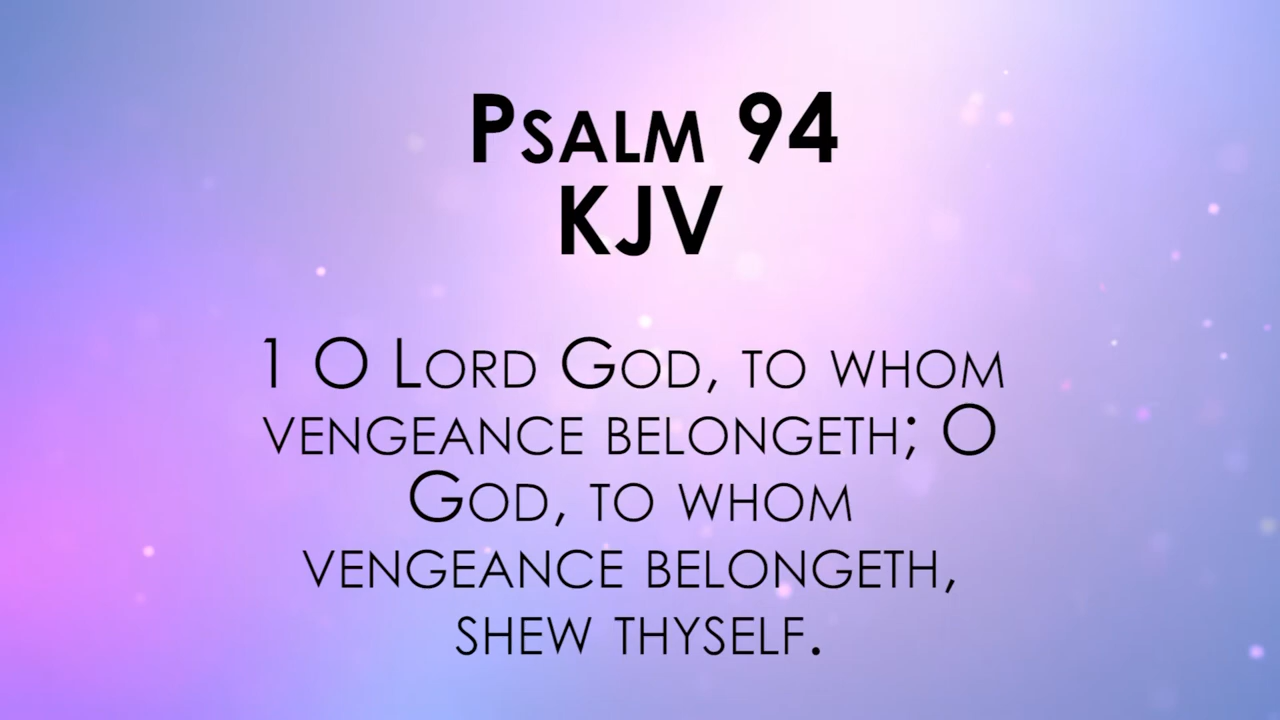 Psalm 94
KJV
1 O Lord God, to whom
vengeance belongeth; O
God, to whom
vengeance belongeth,
shew thyself.